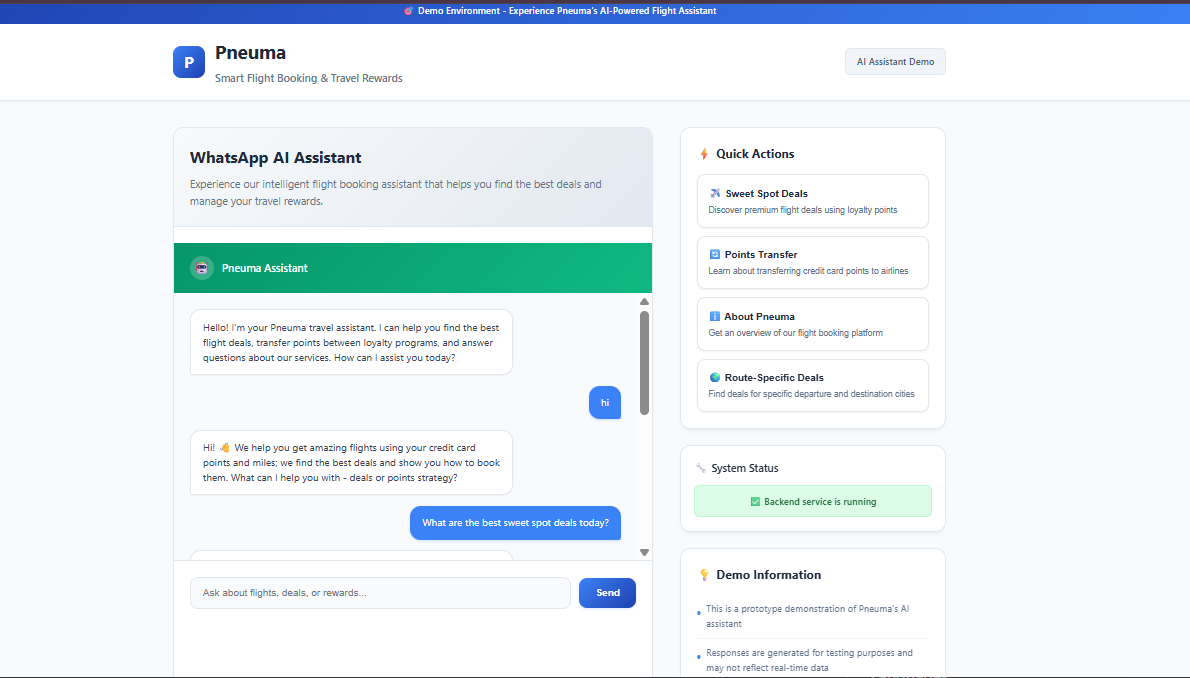 Demo Environment - Experience Pneuma's AI-Powered Flight Assistant
P
Pneuma
Smart Flight Booking & Travel Rewards
AI Assistant Demo
WhatsApp AI Assistant
Experience our intelligent flight booking assistant that helps you find the best deals and
manage your travel rewards.
Pneuma Assistant
Hello! I'm your Pneuma travel assistant. I can help you find the best
flight deals, transfer points between loyalty programs, and answer
questions about our services. How can I assist you today?
hi
Hi! 👋 We help you get amazing flights using your credit card
points and miles; we find the best deals and show you how to book
them. What can I help you with - deals or points strategy?
What are the best sweet spot deals today?
Ask about flights, deals, or rewards...
Send
Quick Actions
Sweet Spot Deals
Discover premium flight deals using loyalty points
Points Transfer
Learn about transferring credit card points to airlines
About Pneuma
Get an overview of our flight booking platform
Route-Specific Deals
Find deals for specific departure and destination cities
System Status
Backend service is running
Demo Information
This is a prototype demonstration of Pneuma's AI
assistant
Responses are generated for testing purposes and
may not reflect real-time data